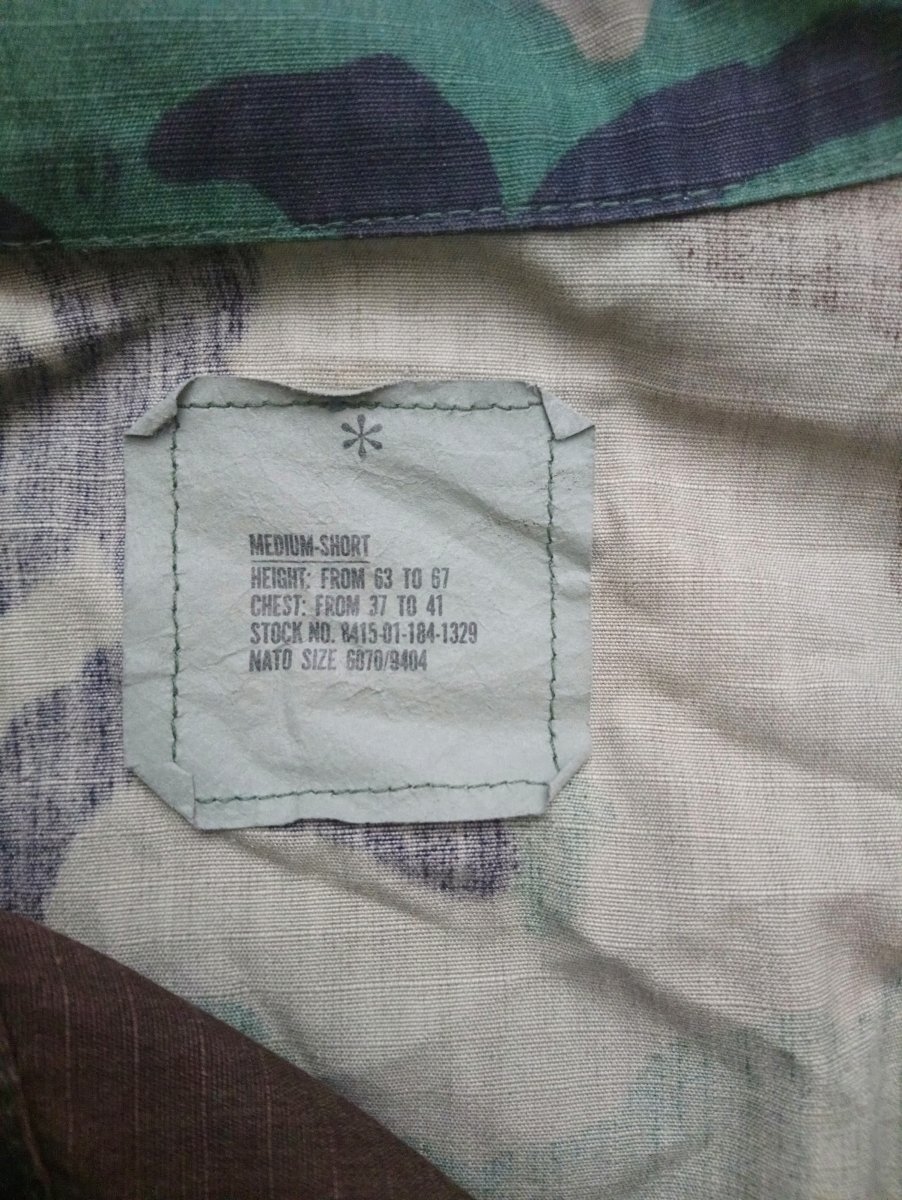 *
MEDIUM-SHORT
HEIGHT: FROM 63 TO 67
CHEST: FROM 37 TO 41
STOCK NO. 8415-01-184-1329
NATO SIZE 6070/9404